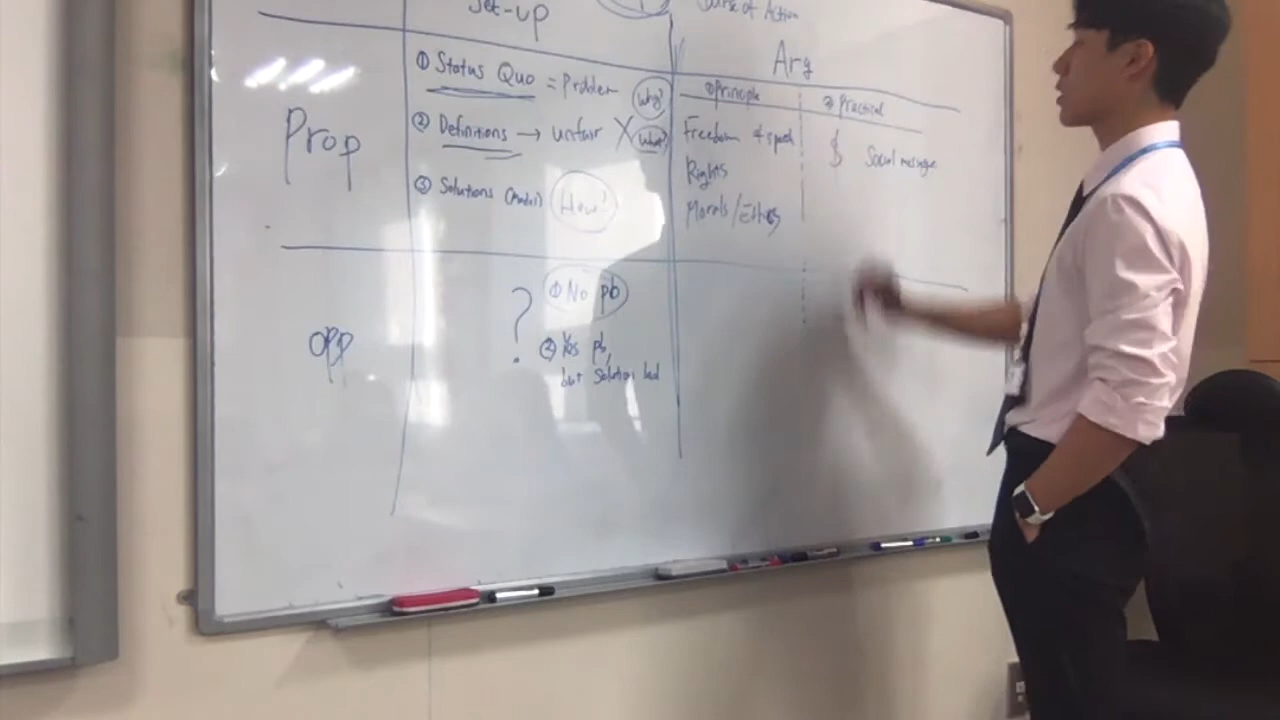 Set-up
Course of Action
Arg
Prop
① Status Quo = Problem
Why?
② Definitions → unfair X
What?
③ Solutions (Model) How?
① Principle
② Practical
Freedom of speech
Rights
Morals/Ethics
$ Social message
opp
?
① No pb
② Yes pb,
but Solution bad